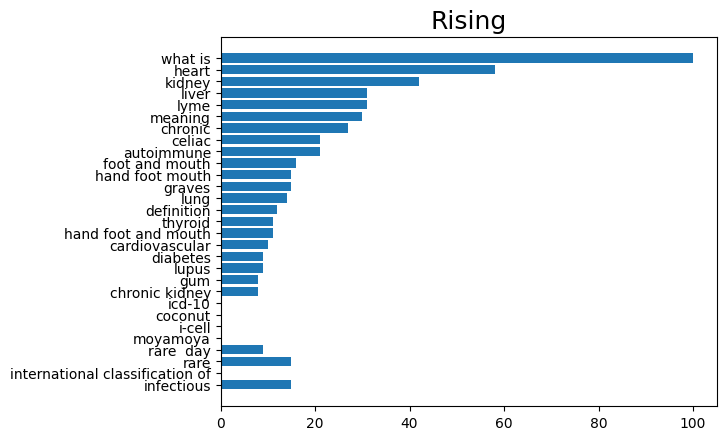 Rising
what is
heart
kidney
liver
lyme
meaning
chronic
celiac
autoimmune
foot and mouth
hand foot mouth
graves
lung
definition
thyroid
hand foot and mouth
cardiovascular
diabetes
lupus
gum
chronic kidney
icd-10
coconut
i-cell
moyamoya
rare  day
rare
international classification of
infectious
0 20 40 60 80 100